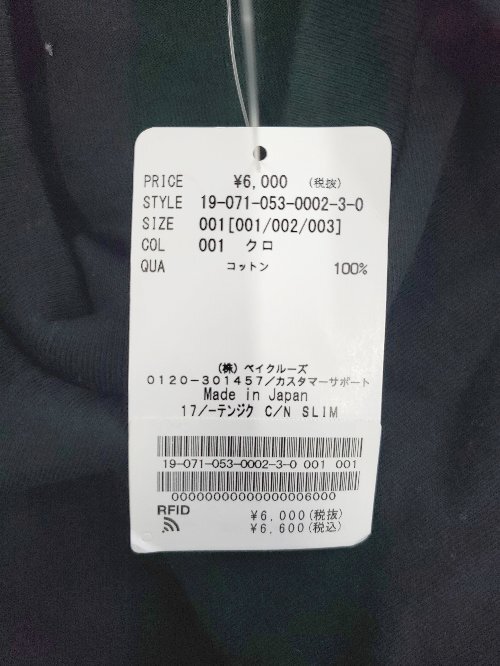 PRICE ¥6,000 (税抜)
STYLE 19-071-053-0002-3-0
SIZE 001[001/002/003]
COL 001 クロ
QUA コットン 100%
(株) ベイクルーズ
0120-301457/カスタマーサポート
Made in Japan
17/-テンジク C/N SLIM
19-071-053-0002-3-0 001 001
000000000000000006000
RFID
¥6,000(税抜)
¥6,600(税込)